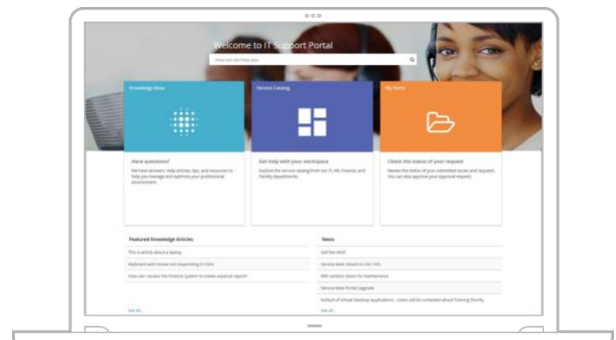 Welcome to IT Support Portal
How can we help you
Knowledge Base
Service Catalog
My Items
Have questions?
We have answers. Help articles, tips, and resources to
help you manage and optimize your professional
environment.
Get help with your workspace
Explore the service catalog from our IT, HR, Finance, and
Facility departments.
Check the status of your request
Review the status of your submitted issues and requests.
You can also approve your approval request.
Featured Knowledge Articles
This is article about a laptop
Keyboard and mouse not responding in Citrix
How can I access the Finance System to create expense report?
See all..
News
Get the VDA?
Service desk closed on Oct 14th
ERP solution down for maintenance
Service desk Portal Upgrade
Rollout of Virtual Desktop Applications - Users will be contacted about Training Shortly
See all..